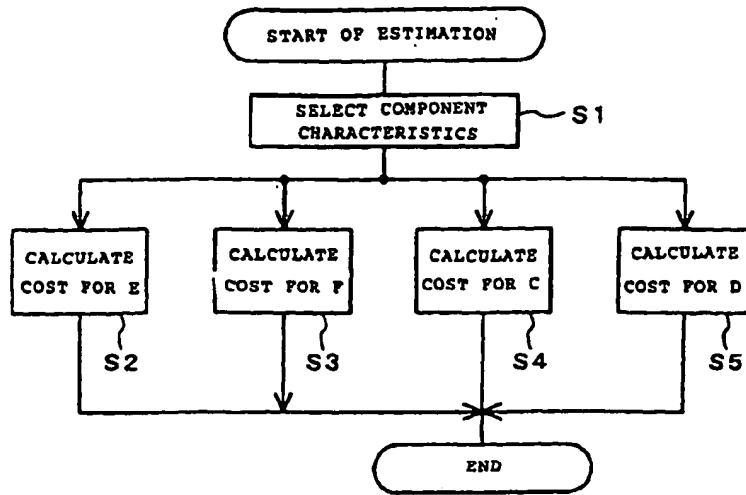 START OF ESTIMATION
SELECT COMPONENT
CHARACTERISTICS
S1
CALCULATE
COST FOR E
S2
CALCULATE
COST FOR F
S3
CALCULATE
COST FOR C
S4
CALCULATE
COST FOR D
S5
END